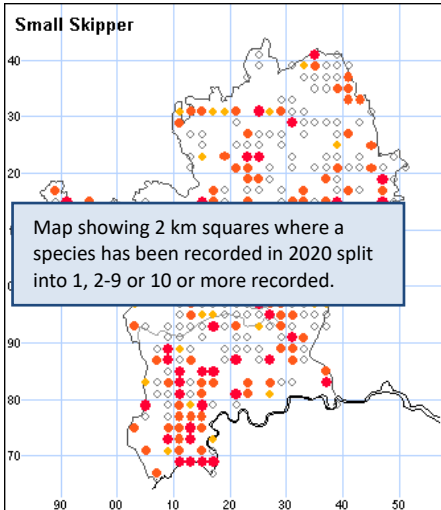 Small Skipper
40
30
20
Map showing 2 km squares where a
species has been recorded in 2020 split
into 1, 2-9 or 10 or more recorded.
90
80
70
90 00 10 20 30 40 50